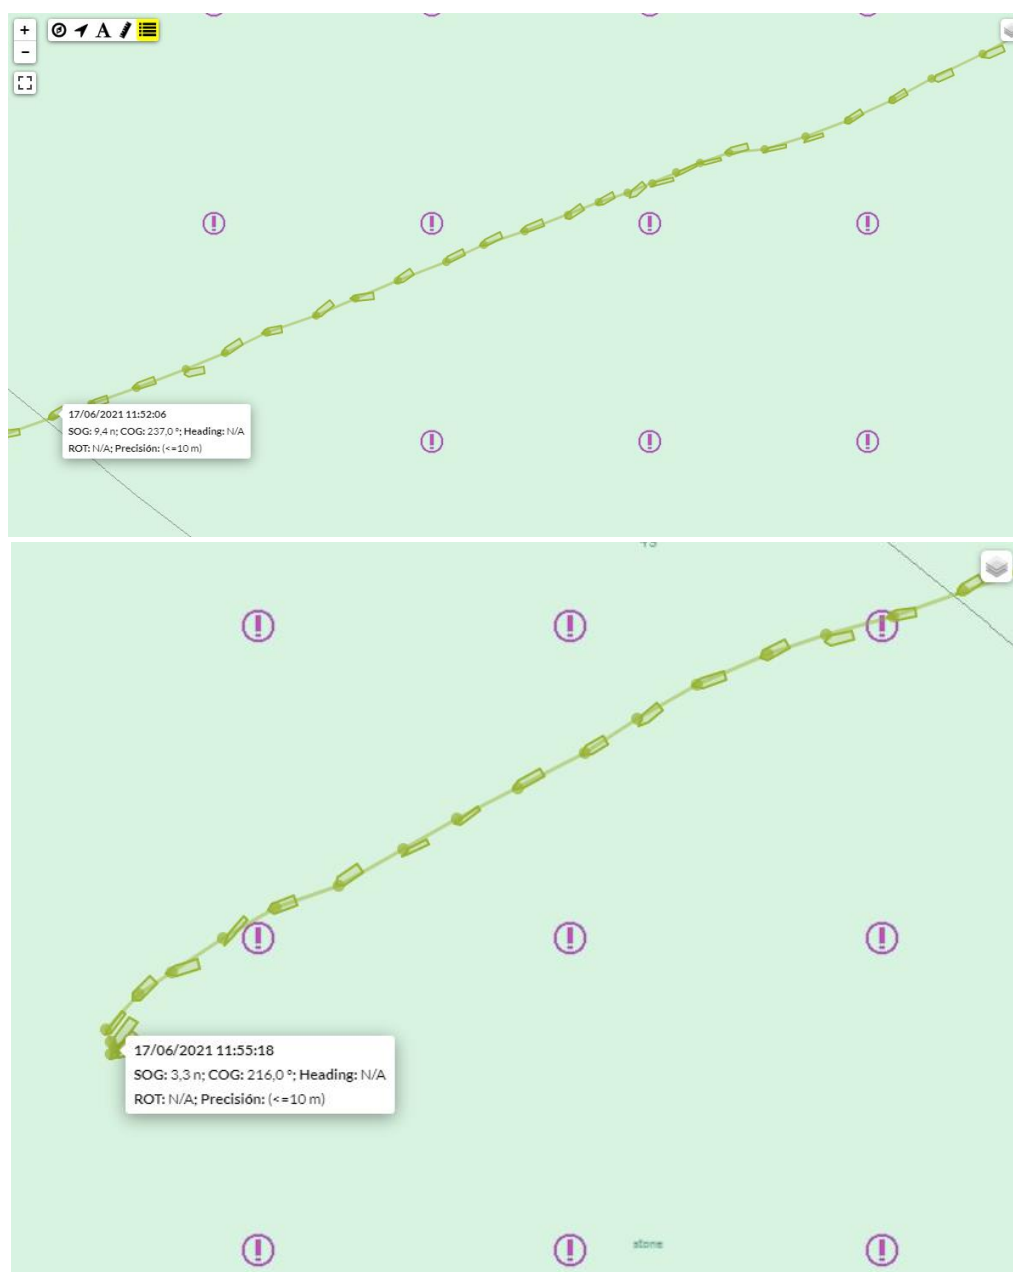 +
A
−
17/06/2021 11:52:06
SOG: 9,4 n; COG: 237,0 °; Heading: N/A
ROT: N/A; Precisión: (<=10 m)
17/06/2021 11:55:18
SOG: 3,3 n; COG: 216,0 °; Heading: N/A
ROT: N/A; Precisión: (<=10 m)
stone